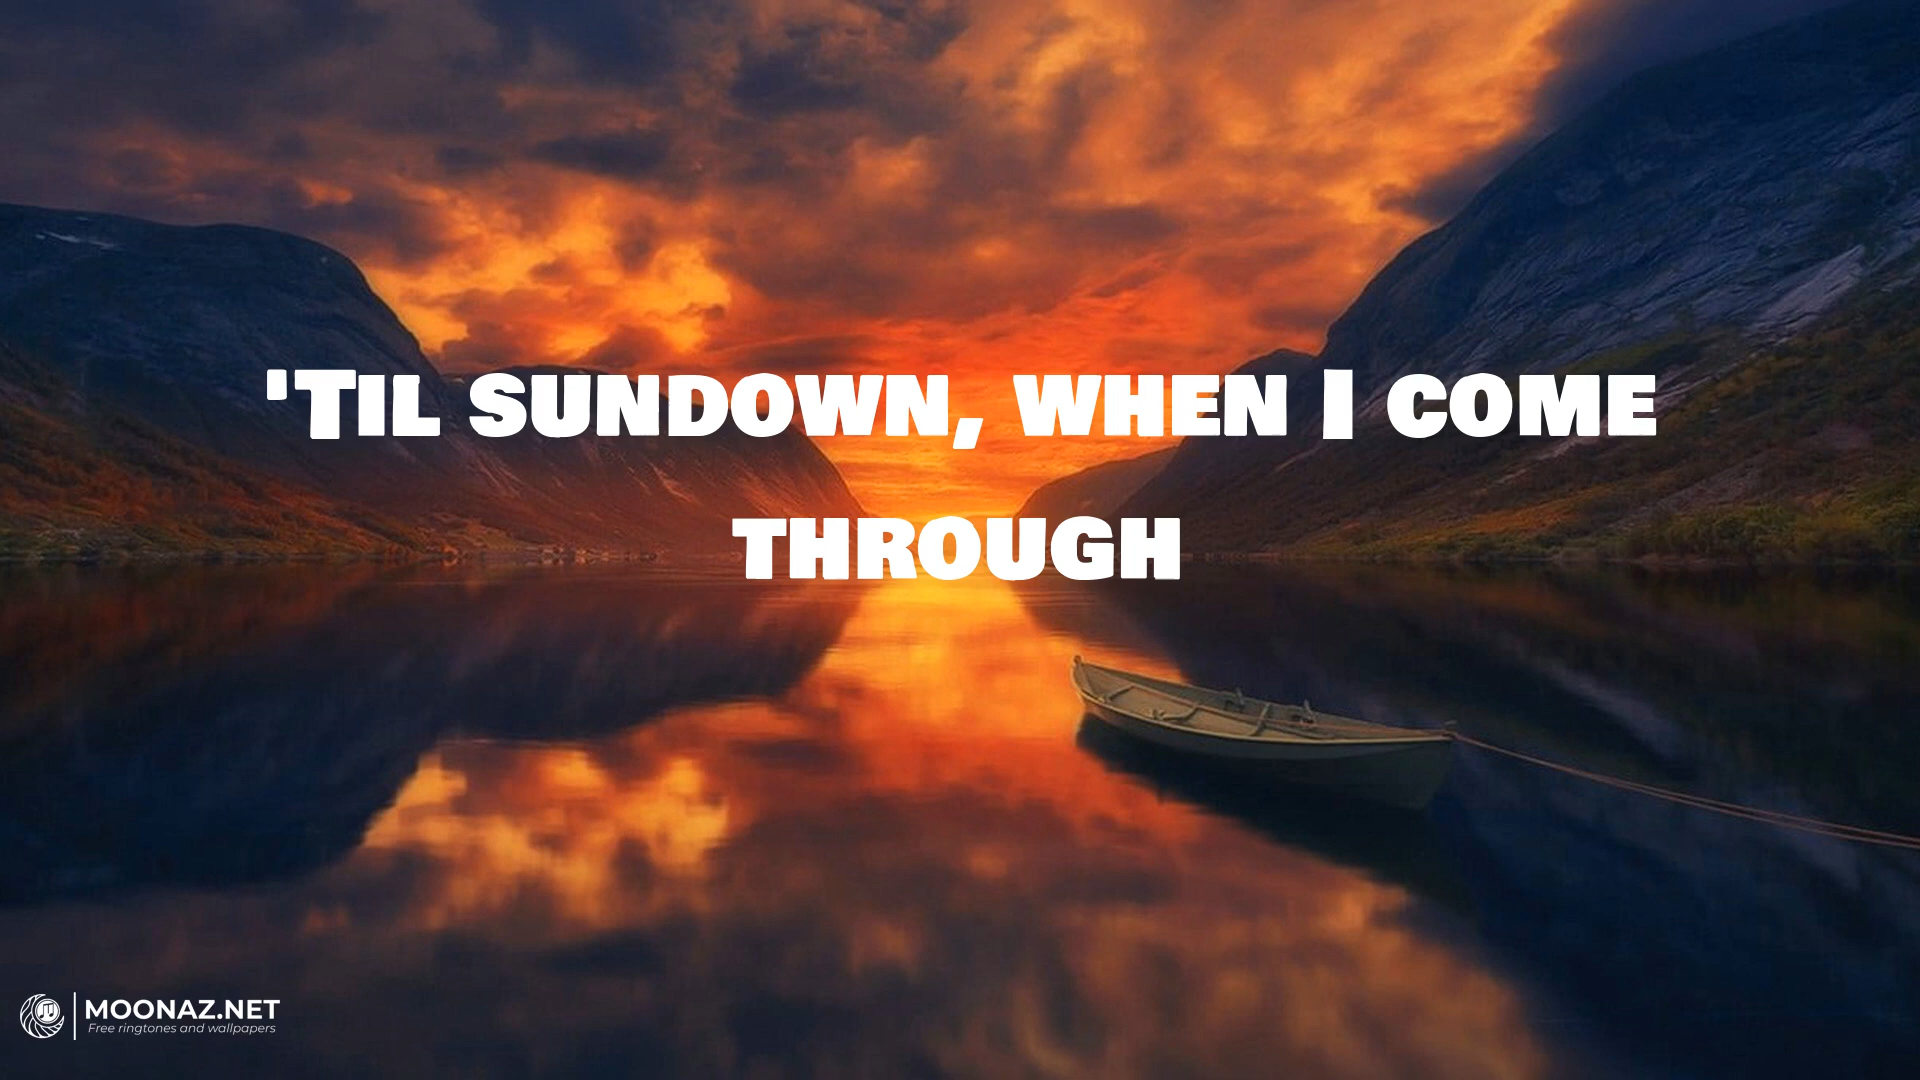 'Til sundown, when I come
through
MOONAZ.NET
Free ringtones and wallpapers